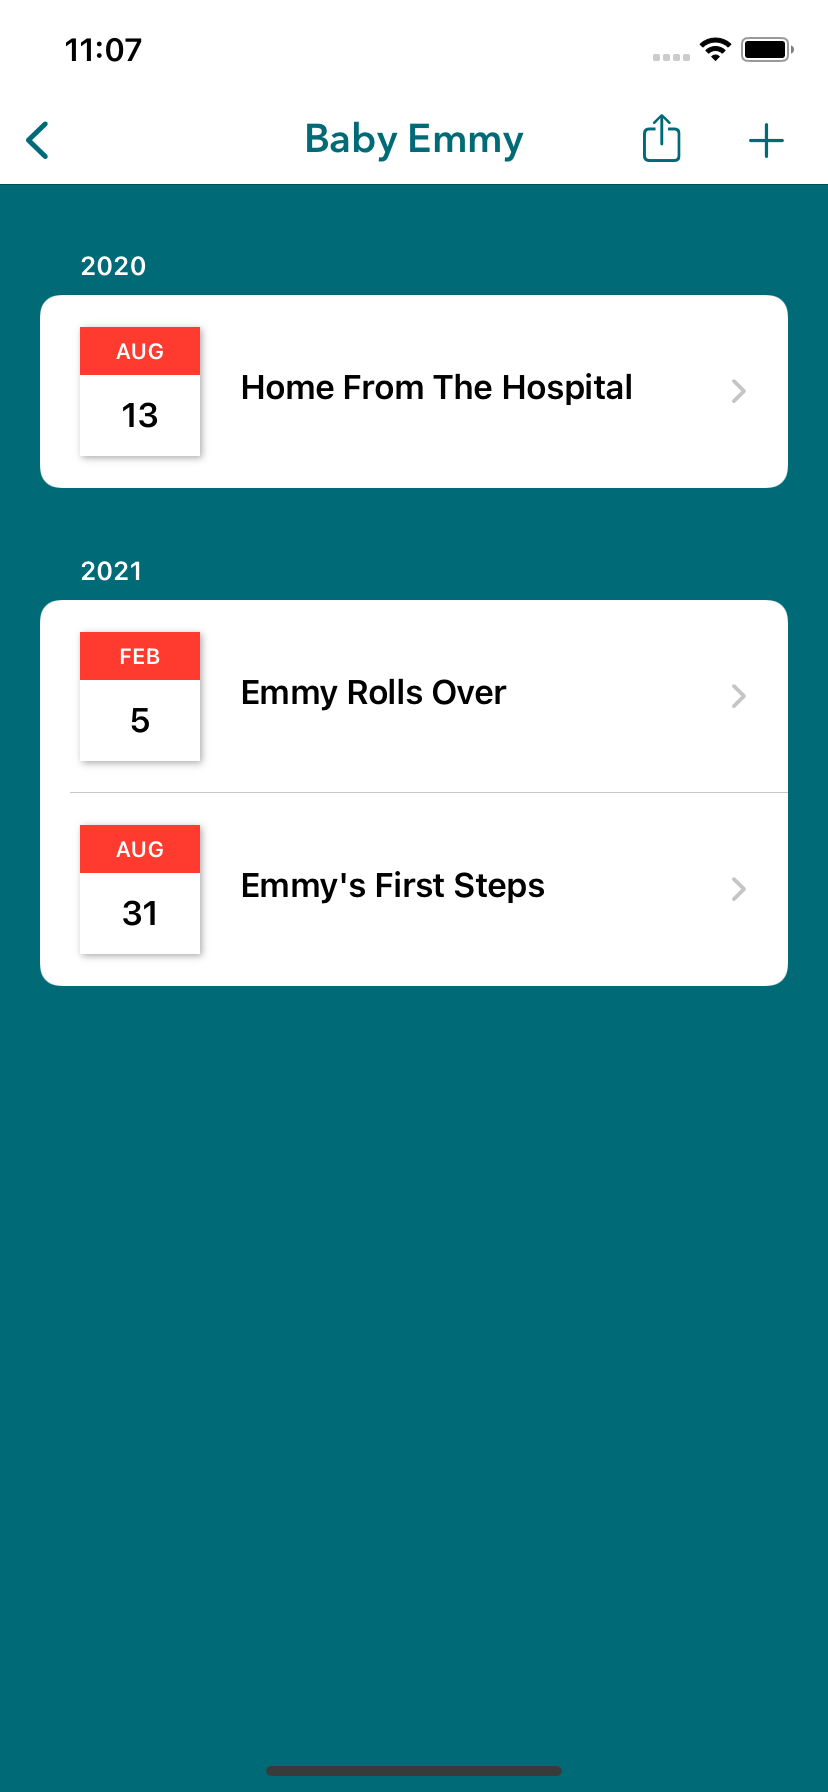 11:07
Baby Emmy
2020
AUG
13
Home From The Hospital
2021
FEB
5
Emmy Rolls Over
AUG
31
Emmy's First Steps